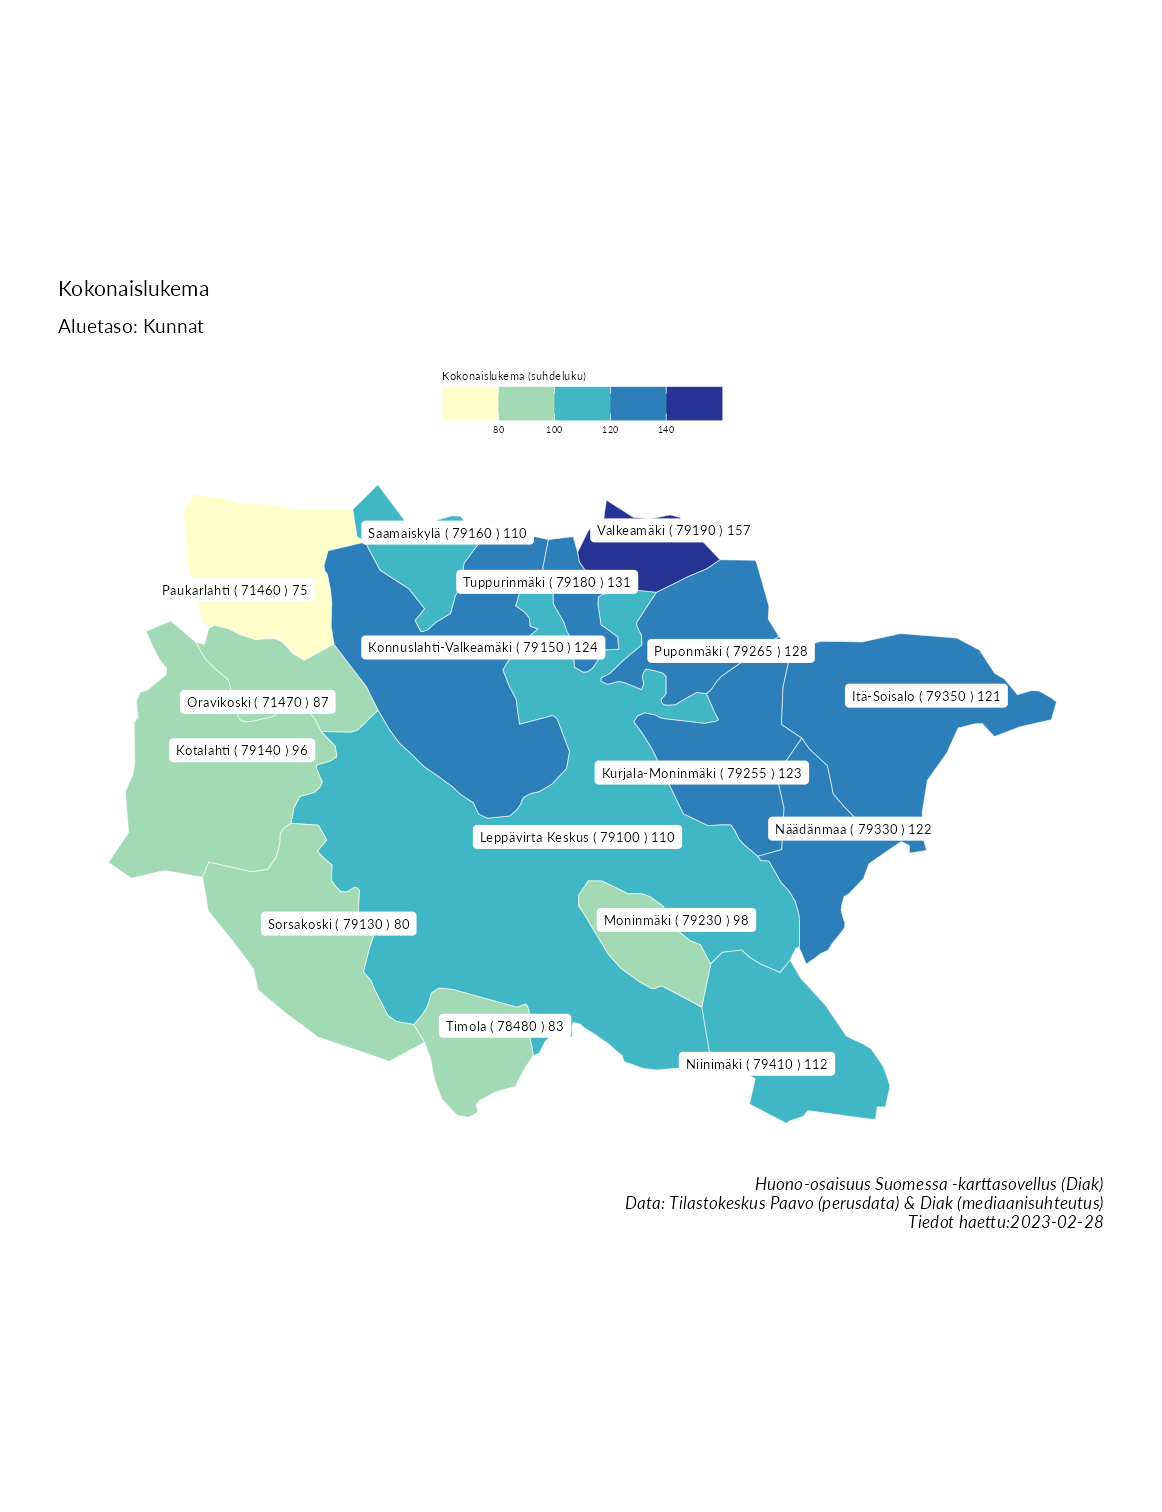 Kokonaislukema
Aluetaso: Kunnat
Kokonaislukema (suhdeluku)
80 100 120 140
Saamaiskylä ( 79160 ) 110
Valkeamäki ( 79190 ) 157
Tuppurinmäki ( 79180 ) 131
Paukarlahti ( 71460 ) 75
Konnuslahti-Valkeamäki ( 79150 ) 124
Puponmäki ( 79265 ) 128
Itä-Soisalo ( 79350 ) 121
Oravikoski ( 71470 ) 87
Kotalahti ( 79140 ) 96
Kurjala-Moninmäki ( 79255 ) 123
Näädänmaa ( 79330 ) 122
Leppävirta Keskus ( 79100 ) 110
Moninmäki ( 79230 ) 98
Sorsakoski ( 79130 ) 80
Timola ( 78480 ) 83
Niinimäki ( 79410 ) 112
Huono-osaisuus Suomessa -karttasovellus (Diak)
Data: Tilastokeskus Paavo (perusdata) & Diak (mediaanisuhteutus)
Tiedot haettu:2023-02-28